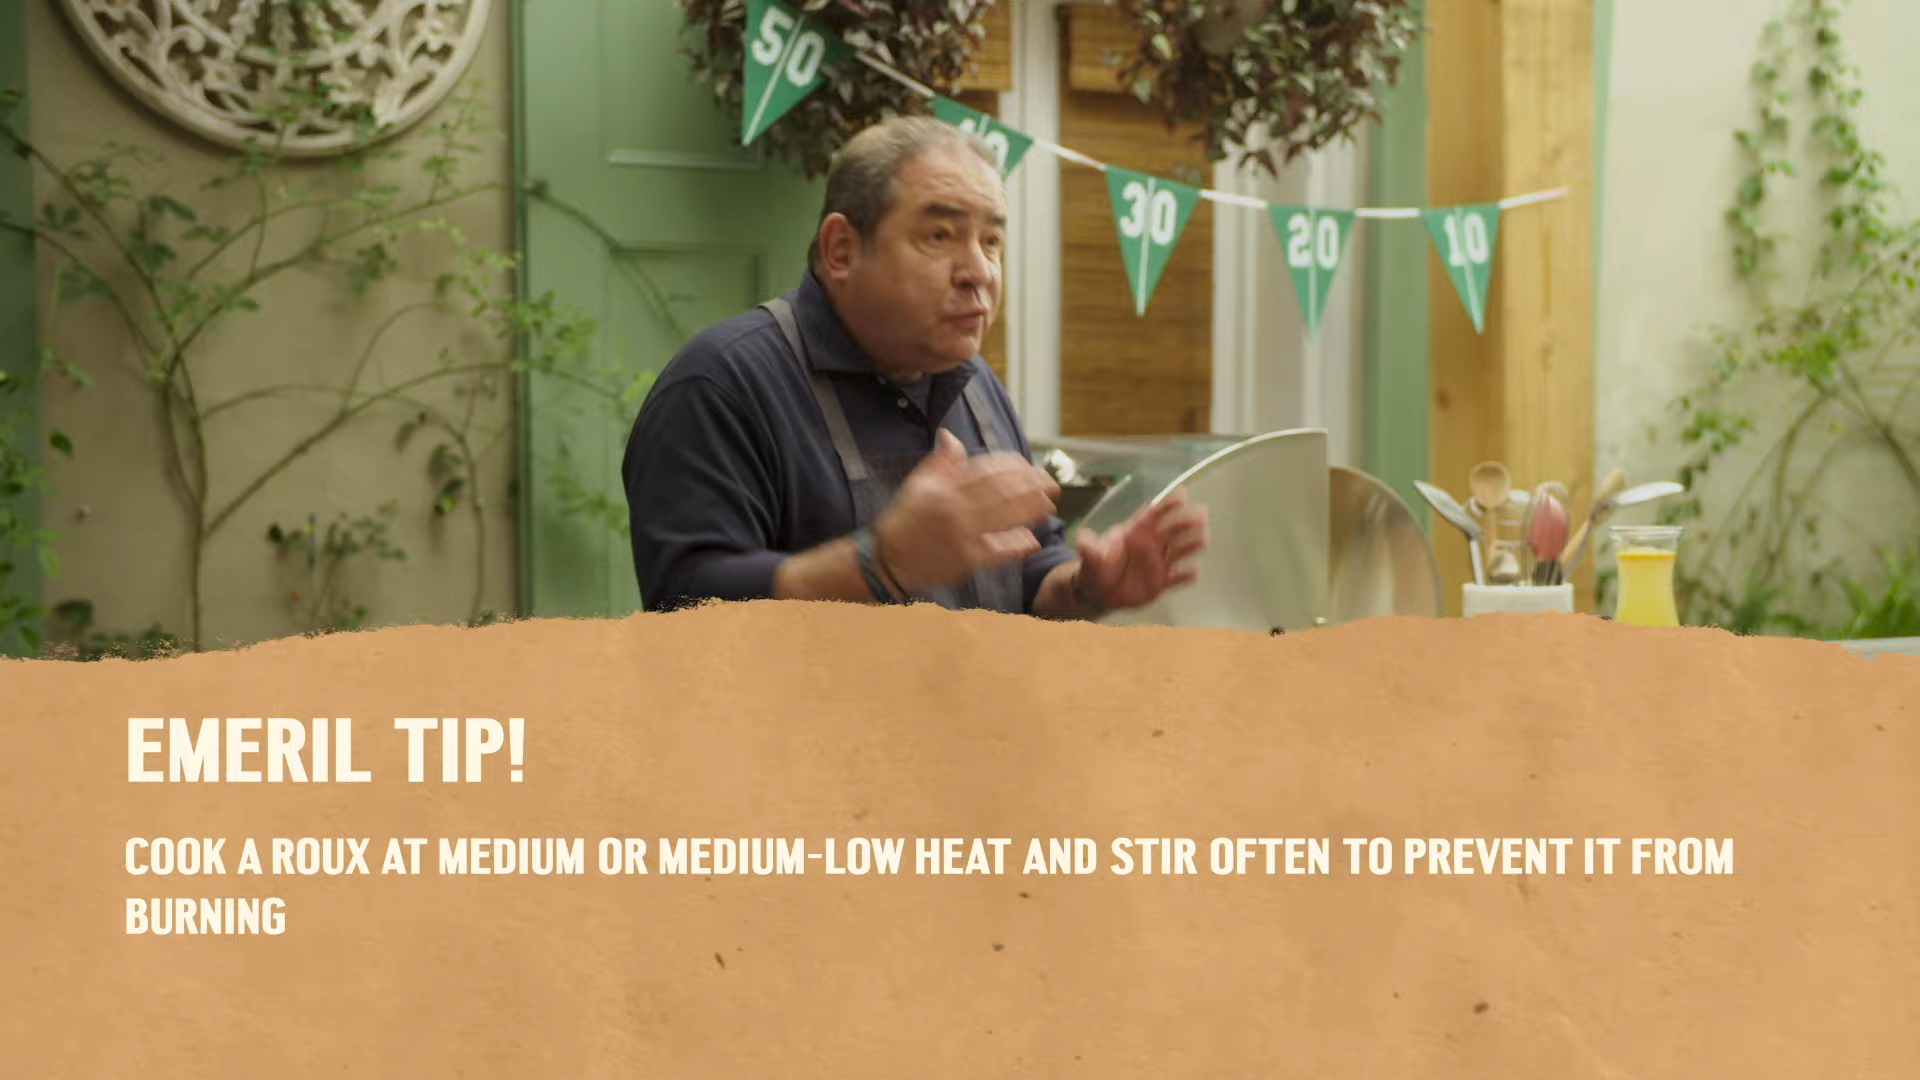 50
30
20
10
EMERIL TIP!
COOK A ROUX AT MEDIUM OR MEDIUM-LOW HEAT AND STIR OFTEN TO PREVENT IT FROM
BURNING